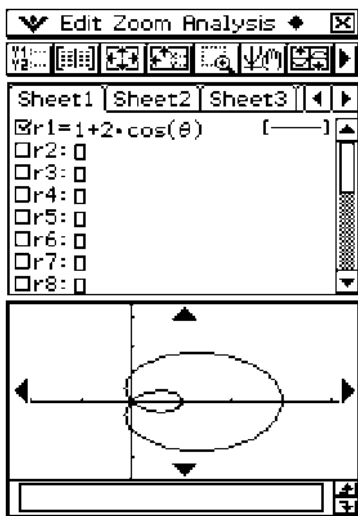 Edit Zoom Analysis ♦
Sheet1 Sheet2 Sheet3
r1=1+2·cos(θ) [——]
r2:▯
r3:▯
r4:▯
r5:▯
r6:▯
r7:▯
r8:▯